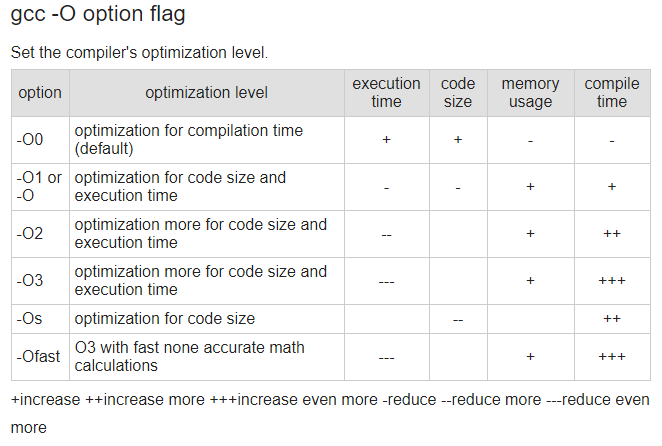 gcc -O option flag
Set the compiler's optimization level.
option optimization level execution time code size memory usage compile time
-O0 optimization for compilation time (default) + + - -
-O1 or -O optimization for code size and execution time - - + +
-O2 optimization more for code size and execution time -- + ++
-O3 optimization more for code size and execution time --- + +++
-Os optimization for code size -- ++
-Ofast O3 with fast none accurate math calculations --- + +++
+increase ++increase more +++increase even more -reduce --reduce more ---reduce even
more